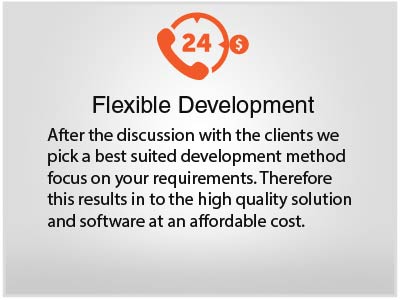 24 $
Flexible Development
After the discussion with the clients we
pick a best suited development method
focus on your requirements. Therefore
this results in to the high quality solution
and software at an affordable cost.